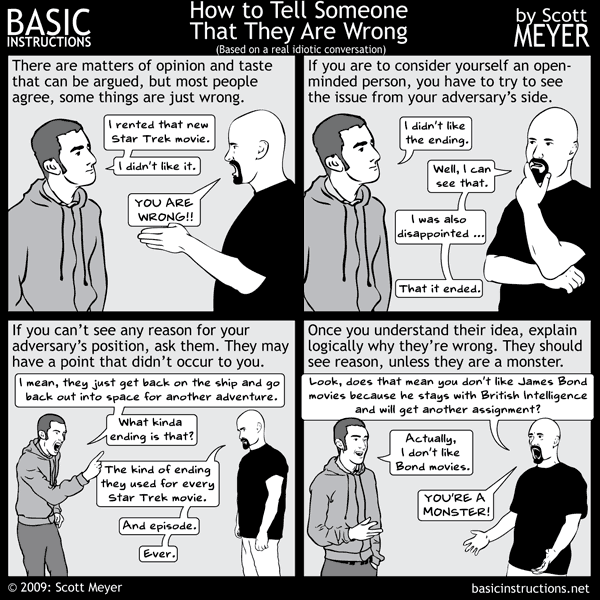 BASIC
INSTRUCTIONS
How to Tell Someone
That They Are Wrong
(Based on a real idiotic conversation)
by Scott
MEYER
There are matters of opinion and taste
that can be argued, but most people
agree, some things are just wrong.
I rented that new
Star Trek movie.
I didn't like it.
YOU ARE
WRONG!!
If you are to consider yourself an open-
minded person, you have to try to see
the issue from your adversary's side.
I didn't like
the ending.
Well, I can
see that.
I was also
disappointed ...
That it ended.
If you can't see any reason for your
adversary's position, ask them. They may
have a point that didn't occur to you.
I mean, they just get back on the ship and go
back out into space for another adventure.
What kinda
ending is that?
The kind of ending
they used for every
Star Trek movie.
And episode.
Ever.
Once you understand their idea, explain
logically why they're wrong. They should
see reason, unless they are a monster.
Look, does that mean you don't like James Bond
movies because he stays with British Intelligence
and will get another assignment?
Actually,
I don't like
Bond movies.
YOU'RE A
MONSTER!
© 2009: Scott Meyer
basicinstructions.net